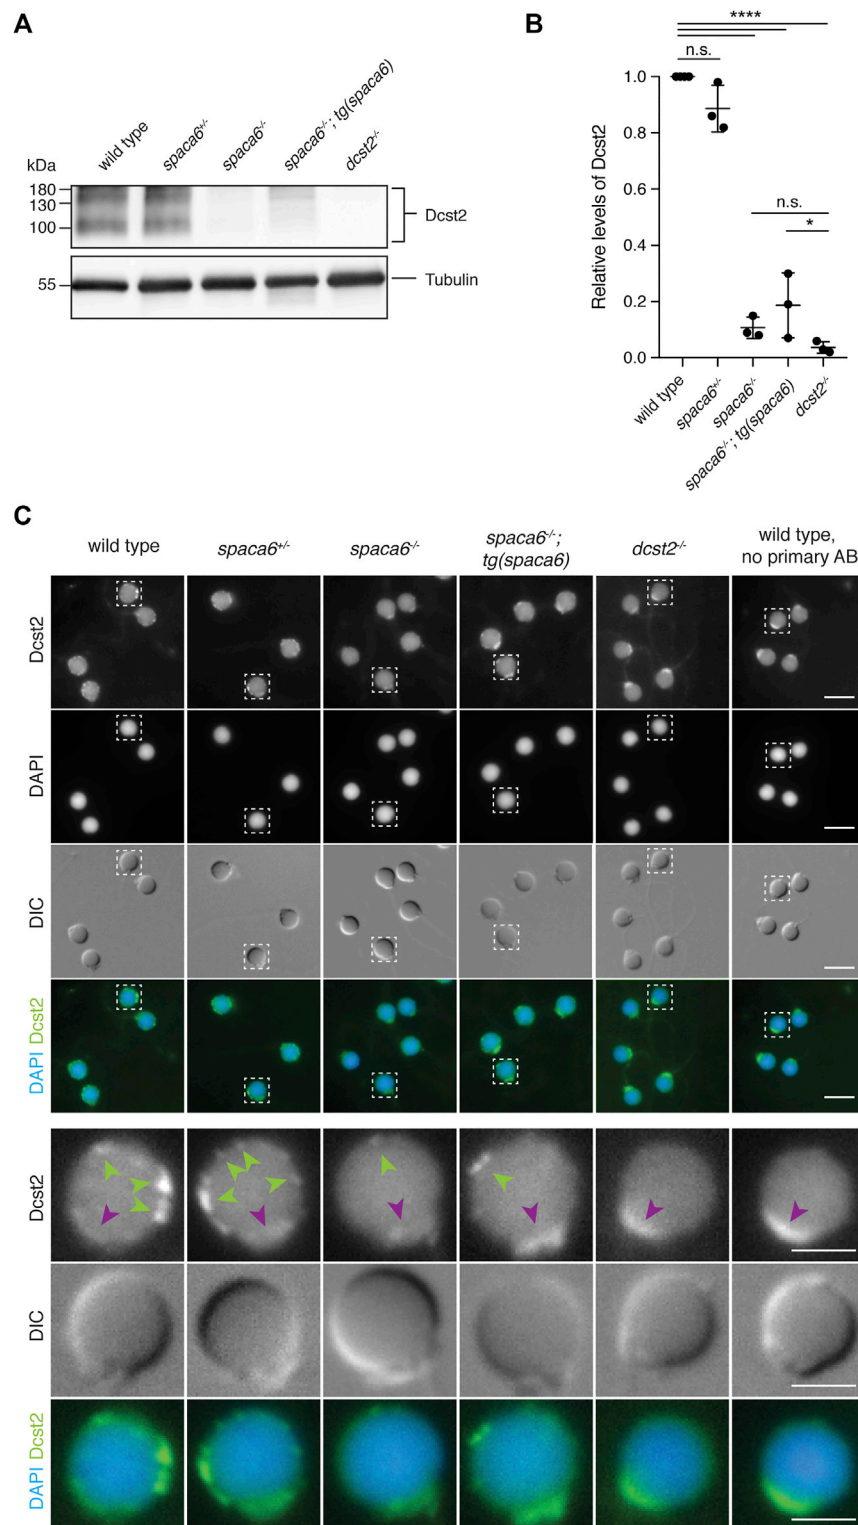 A
wild type
spaca6+/-
spaca6-/-
spaca6-/-; tg(spaca6)
dcst2-/-
kDa
180
130
100
Dcst2
55
Tubulin
B
****
n.s.
n.s.
*
Relative levels of Dcst2
1.0
0.8
0.6
0.4
0.2
0.0
wild type
spaca6+/-
spaca6-/-
spaca6-/-; tg(spaca6)
dcst2-/-
C
wild type
spaca6+/-
spaca6-/-
spaca6-/-;
tg(spaca6)
dcst2-/-
wild type,
no primary AB
Dcst2
DAPI
DIC
DAPI Dcst2
Dcst2
DIC
DAPI Dcst2